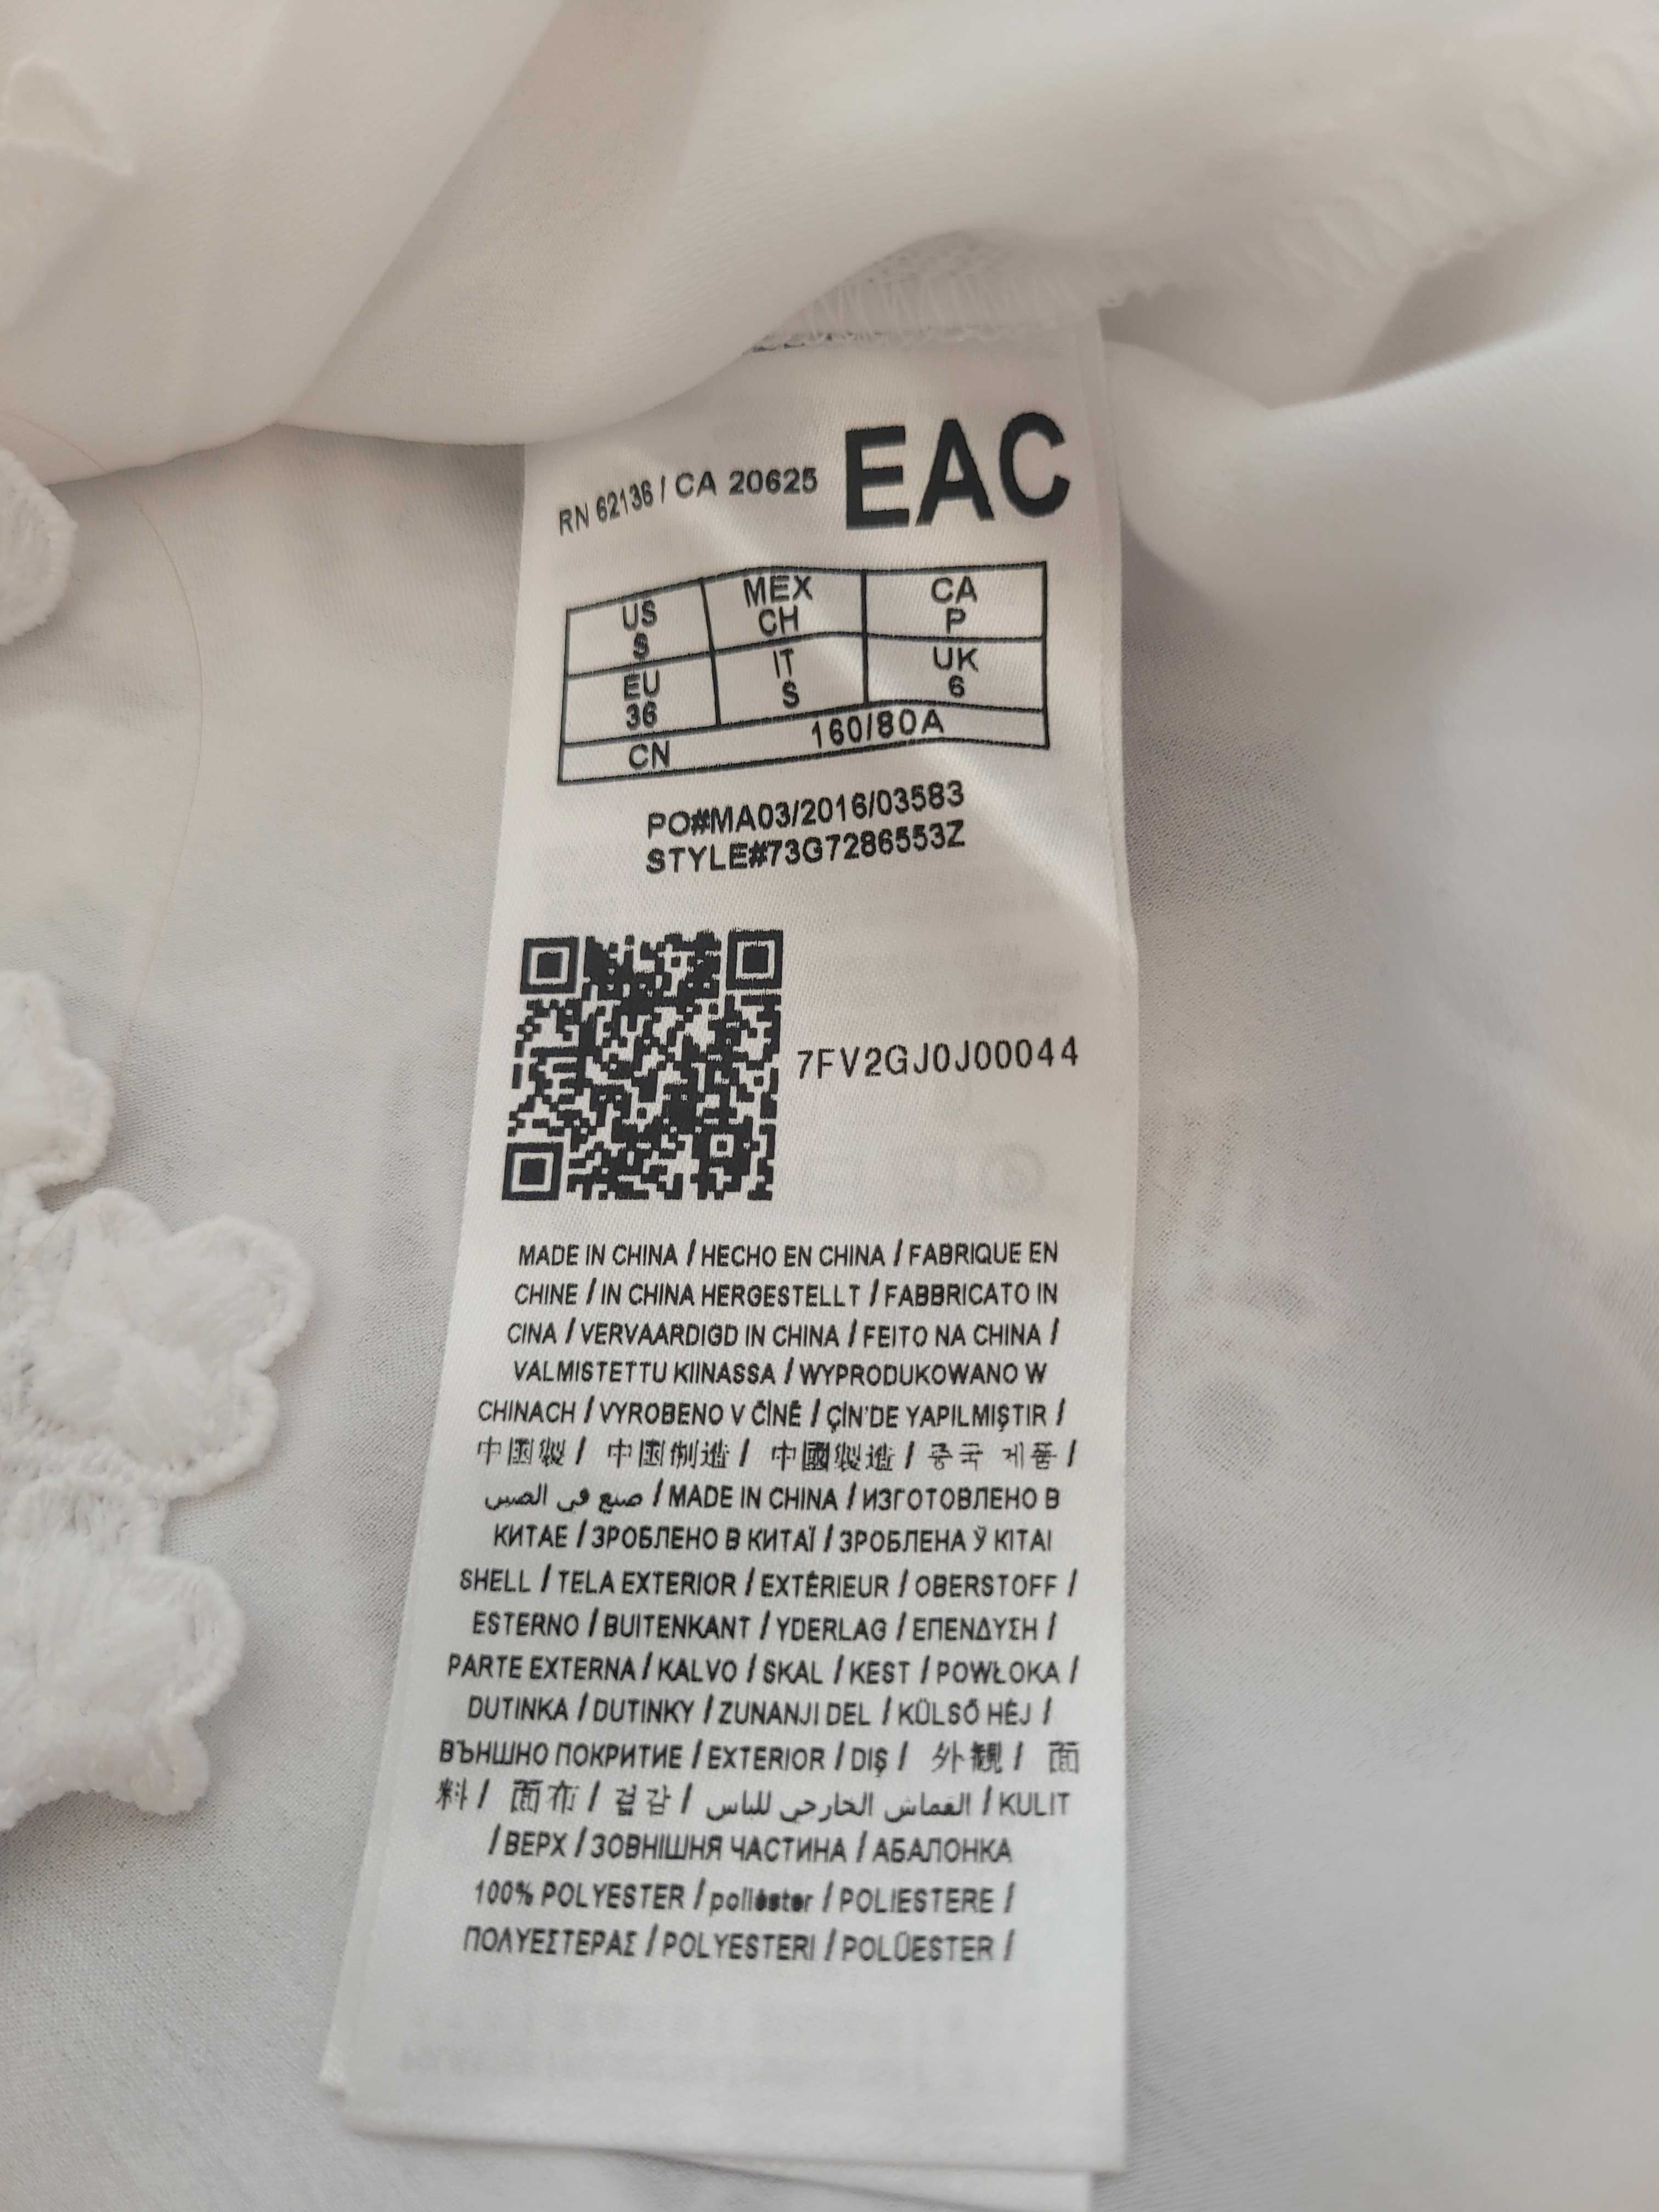 RN 62136 / CA 20625 EAC
US MEX CA
S CH P
EU IT UK
36 S 6
CN 160/80A
PO#MA03/2016/03583
STYLE#73G7286553Z
7FV2GJ0J00044
MADE IN CHINA / HECHO EN CHINA / FABRIQUE EN
CHINE / IN CHINA HERGESTELLT / FABBRICATO IN
CINA / VERVAARDIGD IN CHINA / FEITO NA CHINA /
VALMISTETTU KIINASSA / WYPRODUKOWANO W
CHINACH / VYROBENO V ČÍNĚ / ÇİN'DE YAPILMIŞTIR /
中国製 / 中国制造 / 中國製造 / 중국 제품 /
صنع في الصين / MADE IN CHINA / ИЗГОТОВЛЕНО В
КИТАЕ / ЗРОБЛЕНО В КИТАЇ / ЗРОБЛЕНА Ў КІТАІ
SHELL / TELA EXTERIOR / EXTÉRIEUR / OBERSTOFF /
ESTERNO / BUITENKANT / YDERLAG / ΕΠΕΝΔΥΣΗ /
PARTE EXTERNA / KALVO / SKAL / KEST / POWŁOKA /
DUTINKA / DUTINKY / ZUNANJI DEL / KÜLSŐ HÉJ /
ВЪНШНО ПОКРИТИЕ / EXTERIOR / DIŞ / 外観 / 面
料 / 面布 / 겉감 / القماش الخارجي للباس / KULIT
/ ВЕРХ / ЗОВНІШНЯ ЧАСТИНА / АБАЛОНКА
100% POLYESTER / poliéster / POLIESTERE /
ΠΟΛΥΕΣΤΕΡΑΣ / POLYESTERI / POLÜESTER /